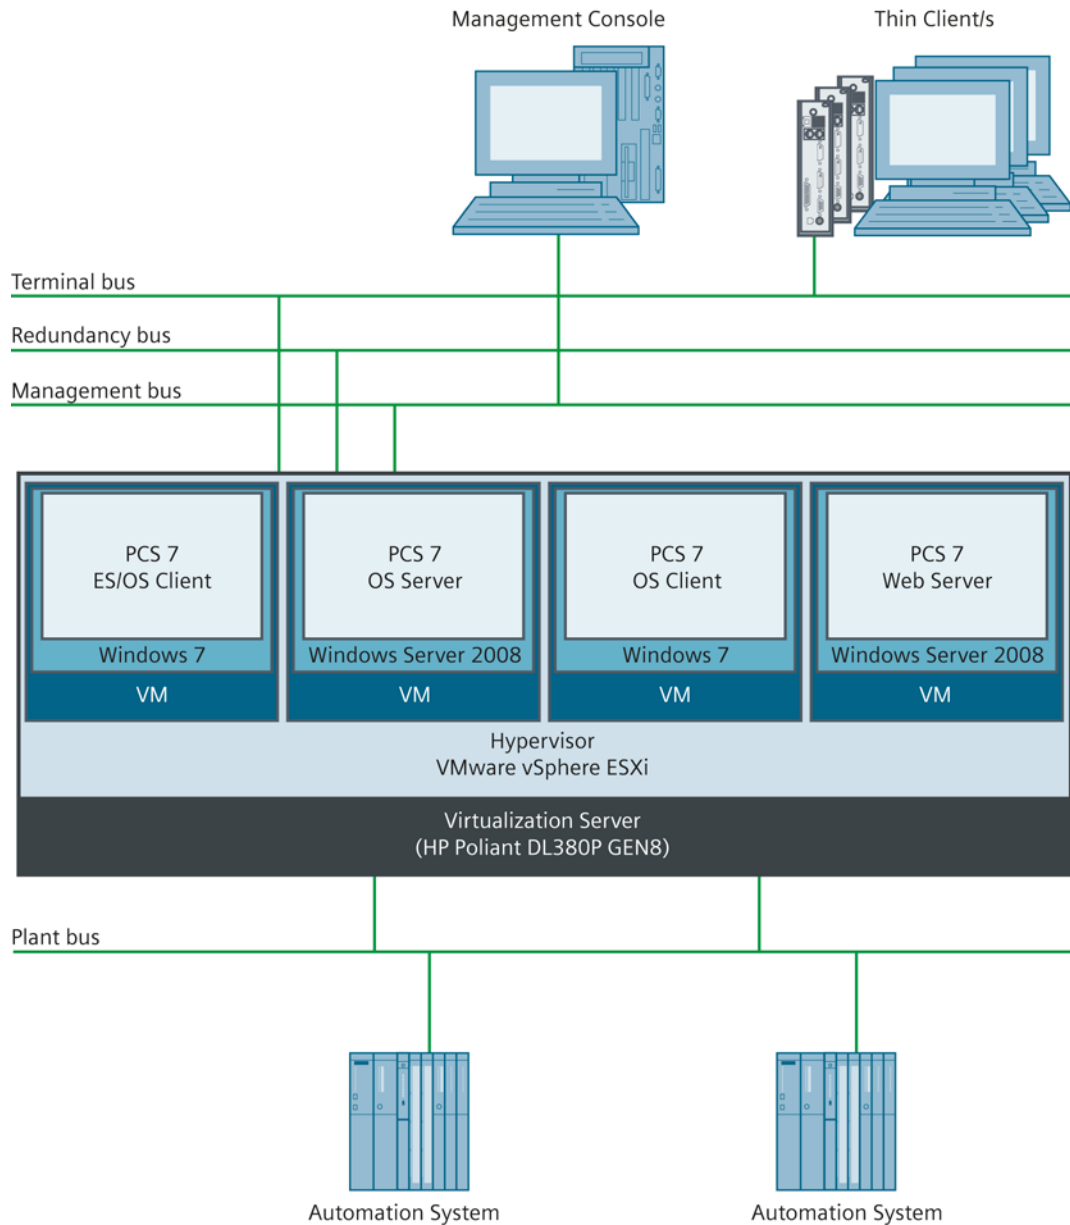 Management Console
Thin Client/s
Terminal bus
Redundancy bus
Management bus
PCS 7
ES/OS Client
Windows 7
VM
PCS 7
OS Server
Windows Server 2008
VM
PCS 7
OS Client
Windows 7
VM
PCS 7
Web Server
Windows Server 2008
VM
Hypervisor
VMware vSphere ESXi
Virtualization Server
(HP Poliant DL380P GEN8)
Plant bus
Automation System
Automation System